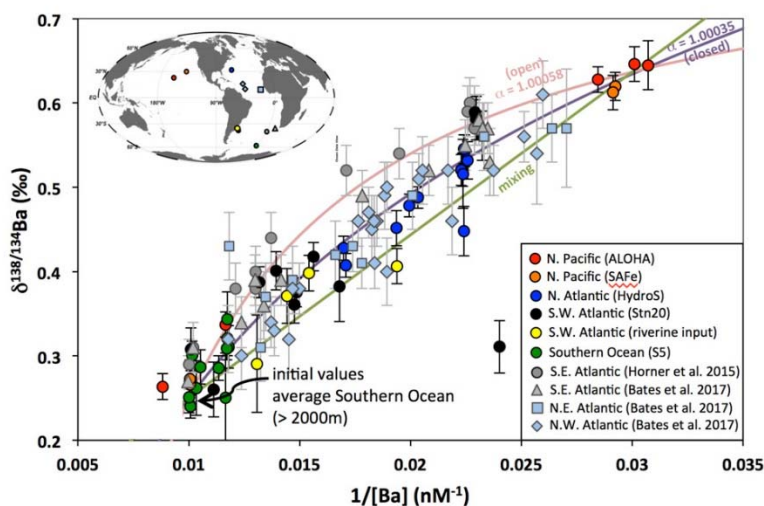 0.7
0.6
0.5
0.4
0.3
0.2
δ138/134Ba (‰)
(open)
α = 1.00058
α = 1.00035
(closed)
mixing
initial values
average Southern Ocean
(> 2000m)
N. Pacific (ALOHA)
N. Pacific (SAFe)
N. Atlantic (HydroS)
S.W. Atlantic (Stn20)
S.W. Atlantic (riverine input)
Southern Ocean (S5)
S.E. Atlantic (Horner et al. 2015)
S.E. Atlantic (Bates et al. 2017)
N.E. Atlantic (Bates et al. 2017)
N.W. Atlantic (Bates et al. 2017)
0.005 0.01 0.015 0.02 0.025 0.03 0.035
1/[Ba] (nM-1)